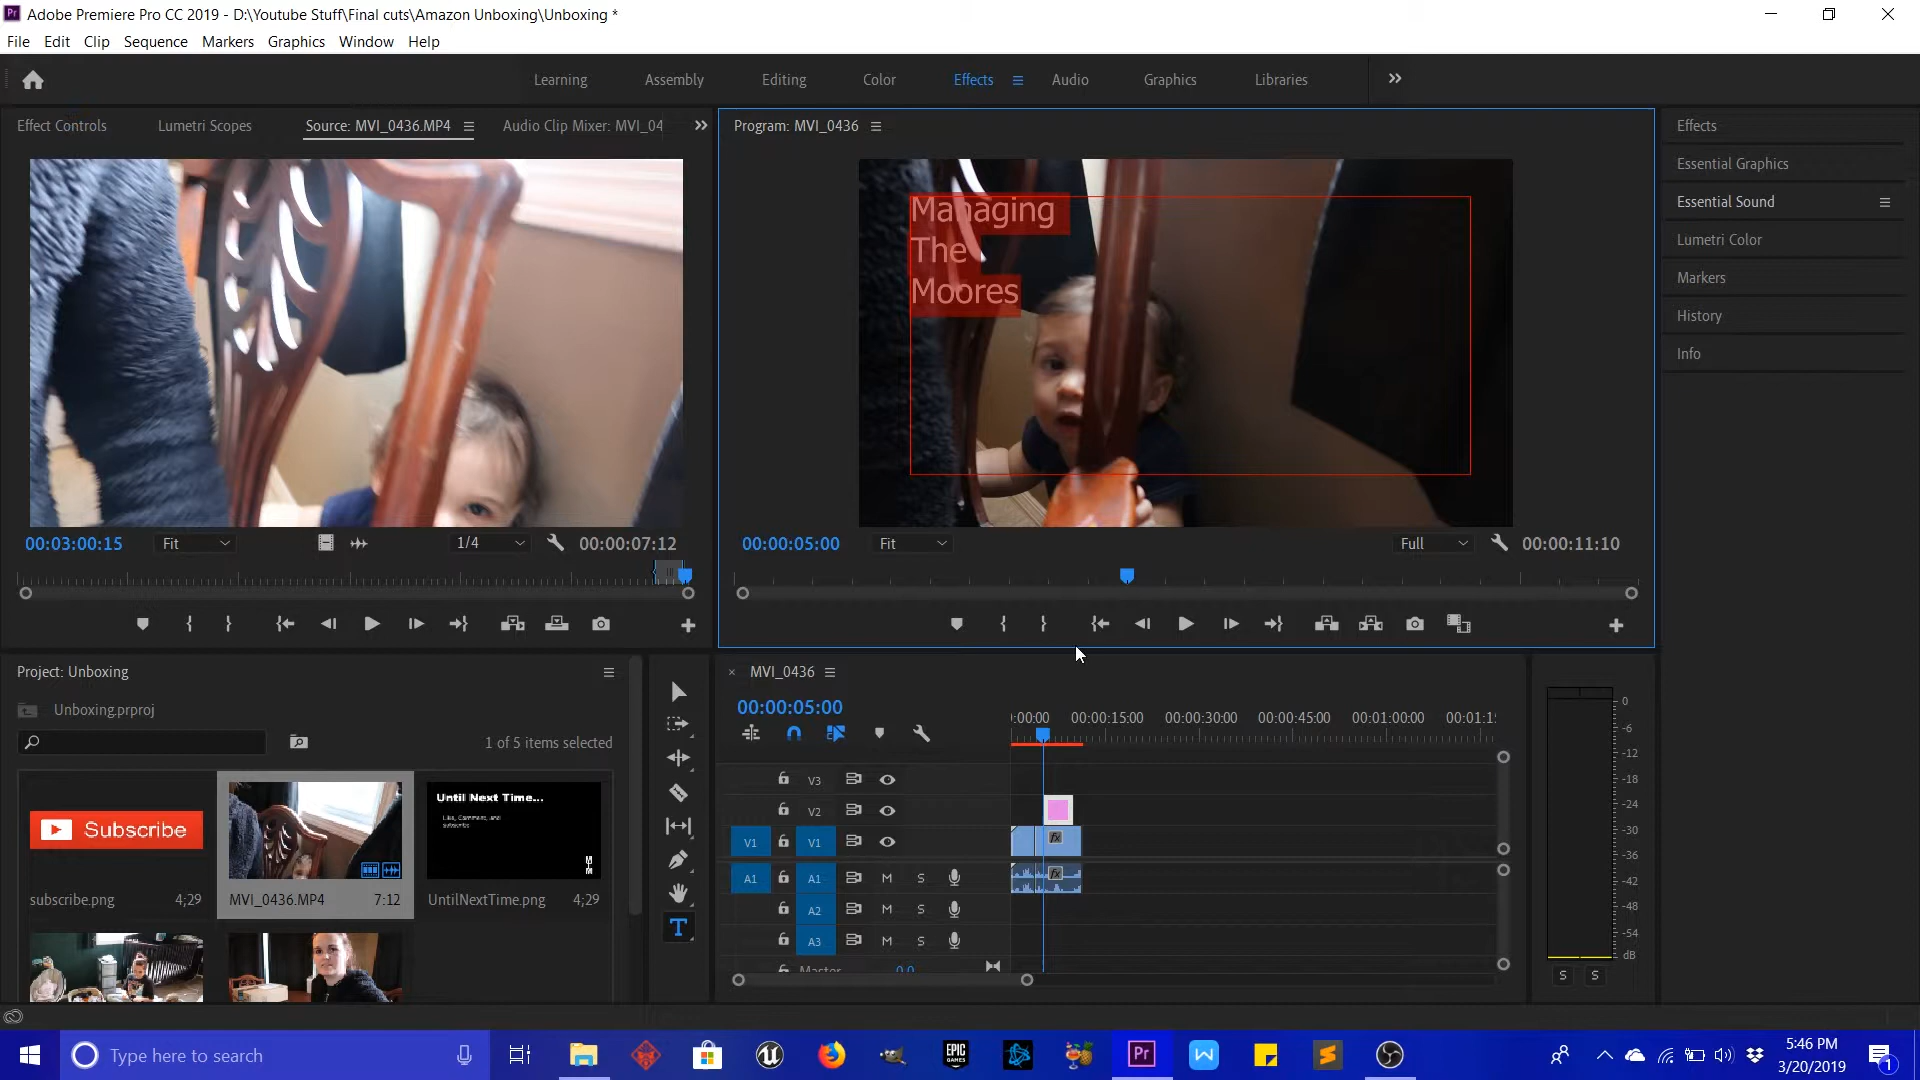 Adobe Premiere Pro CC 2019 - D:\Youtube Stuff\Final cuts\Amazon Unboxing\Unboxing *
File Edit Clip Sequence Markers Graphics Window Help
Learning Assembly Editing Color Effects Audio Graphics Libraries
Effect Controls Lumetri Scopes Source: MVI_0436.MP4 Audio Clip Mixer: MVI_04
Program: MVI_0436
Managing
The
Moores
00:03:00:15 Fit 1/4 00:00:07:12
00:00:05:00 Fit Full 00:00:11:10
Effects
Essential Graphics
Essential Sound
Lumetri Color
Markers
History
Info
Project: Unboxing
Unboxing.prproj
1 of 5 items selected
Subscribe
subscribe.png 4;29
MVI_0436.MP4 7:12
Until Next Time...
Like, Comment, and
subscribe
UntilNextTime.png 4;29
T
MVI_0436
00:00:05:00
:00:00 00:00:15:00 00:00:30:00 00:00:45:00 00:01:00:00 00:01:1
V3
V2
V1 V1 fx
A1 A1 M S fx
A2 M S
A3 M S
Master 0.0
0
-6
-12
-18
-24
-30
-36
-42
-48
-54
dB
S S
Type here to search
EPIC
GAMES
Pr
W
S
5:46 PM
3/20/2019
1